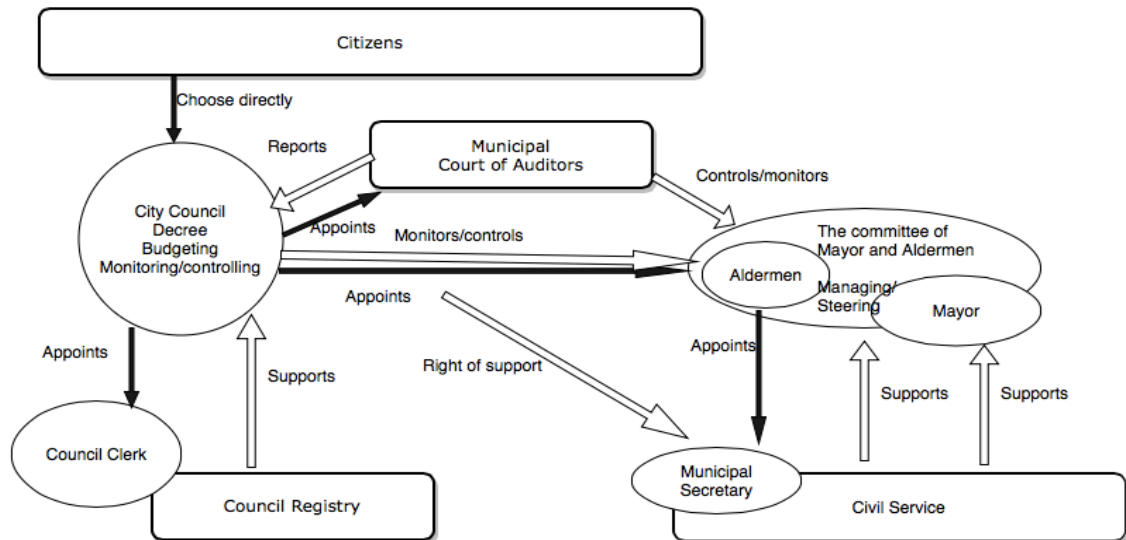 Citizens
Choose directly
Reports
Municipal
Court of Auditors
Controls/monitors
City Council
Decree
Budgeting
Monitoring/controlling
Appoints
Monitors/controls
The committee of
Mayor and Aldermen
Aldermen
Managing/
Steering
Mayor
Appoints
Appoints
Supports
Right of support
Appoints
Supports
Supports
Council Clerk
Council Registry
Municipal
Secretary
Civil Service